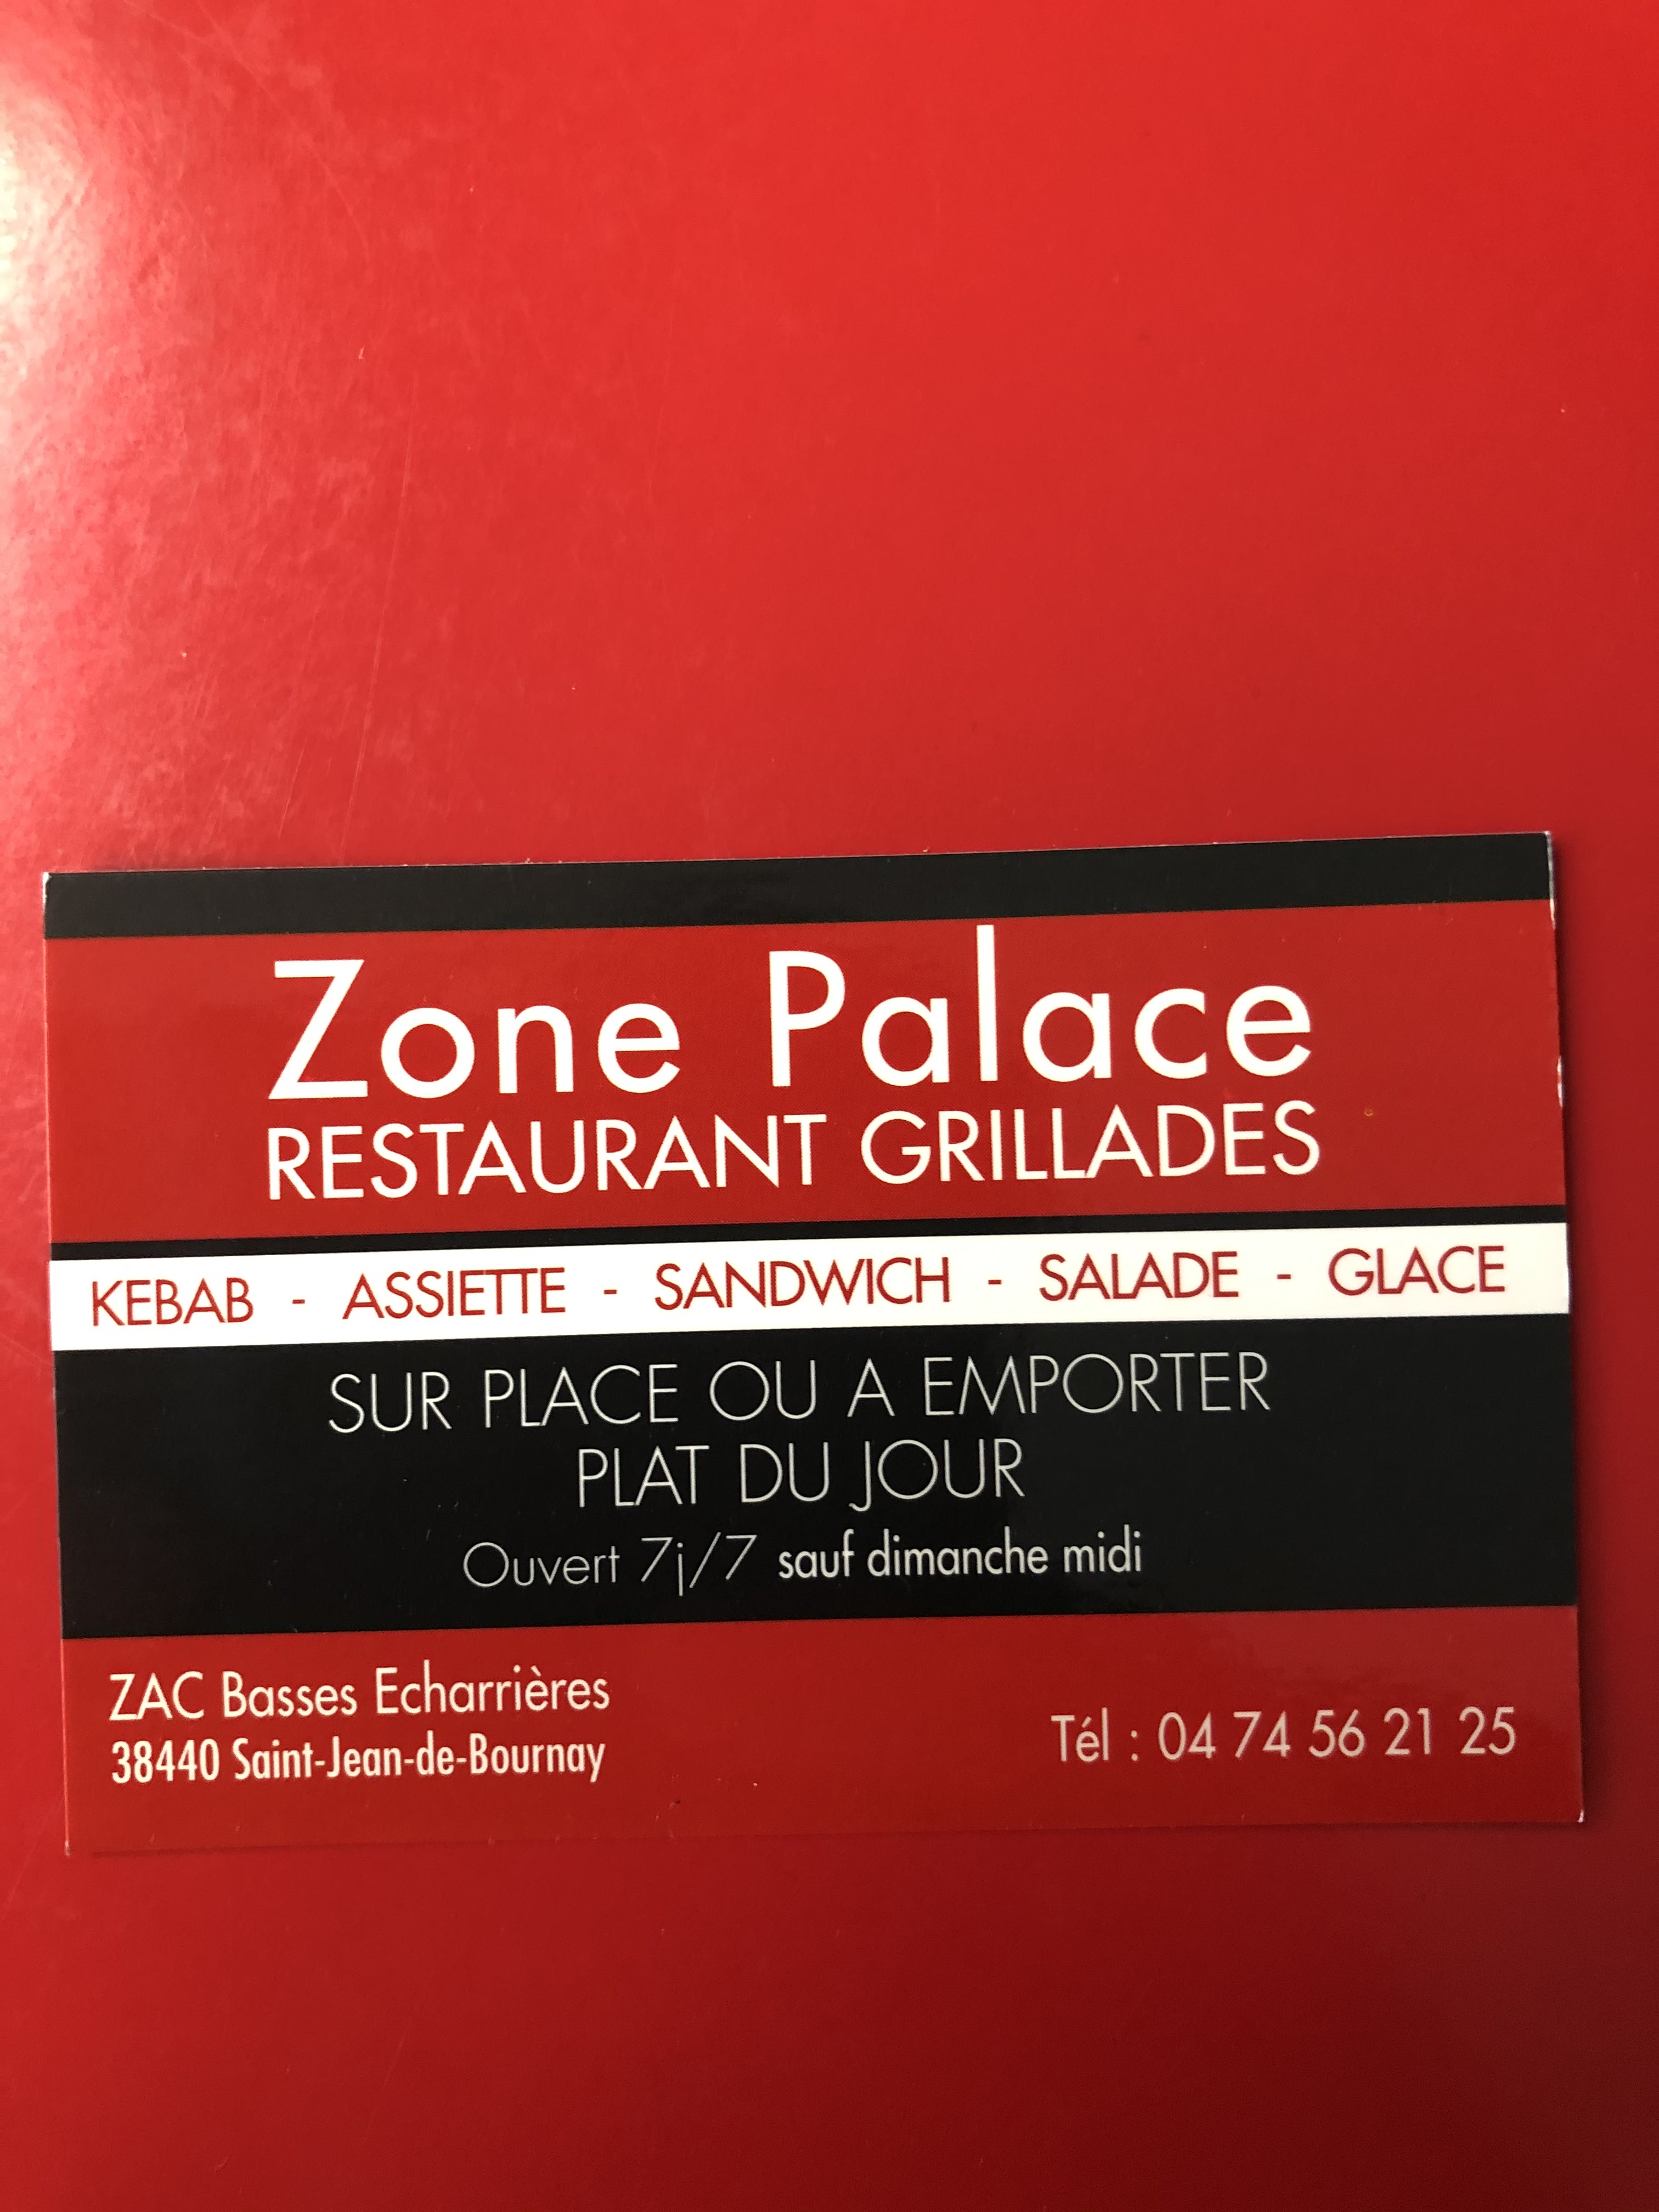 Zone Palace
RESTAURANT GRILLADES
KEBAB - ASSIETTE - SANDWICH - SALADE - GLACE
SUR PLACE OU A EMPORTER
PLAT DU JOUR
Ouvert 7j/7 sauf dimanche midi
ZAC Basses Echarrières
38440 Saint-Jean-de-Bournay
Tél : 04 74 56 21 25